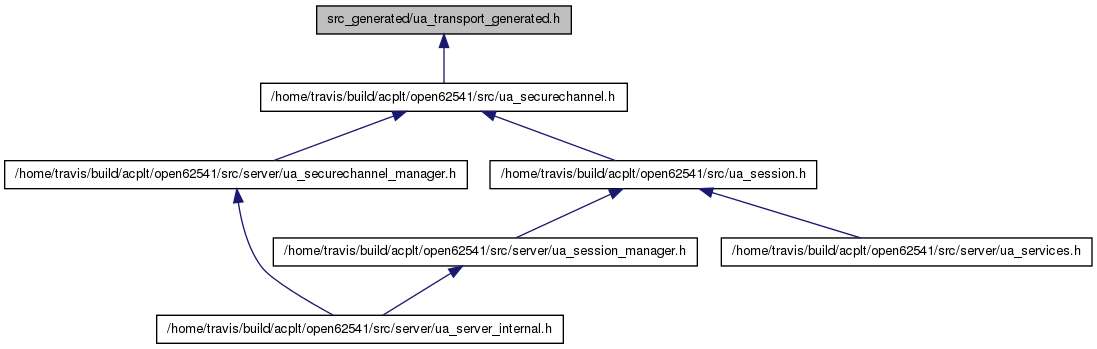 src_generated/ua_transport_generated.h
/home/travis/build/acplt/open62541/src/ua_securechannel.h
/home/travis/build/acplt/open62541/src/server/ua_securechannel_manager.h
/home/travis/build/acplt/open62541/src/ua_session.h
/home/travis/build/acplt/open62541/src/server/ua_session_manager.h
/home/travis/build/acplt/open62541/src/server/ua_services.h
/home/travis/build/acplt/open62541/src/server/ua_server_internal.h